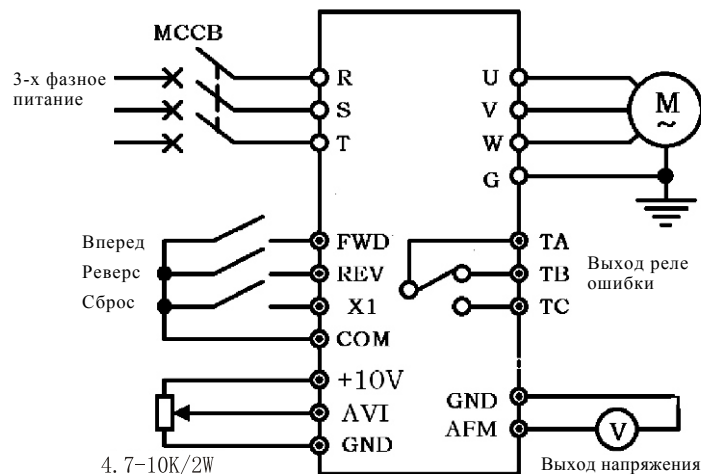 MCCB
3-х фазное
питание
R
S
T
U
V
W
G
M
~
Вперед
Реверс
Сброс
FWD
REV
X1
COM
TA
TB
TC
Выход реле
ошибки
+10V
AVI
GND
4.7-10K/2W
GND
AFM
V
Выход напряжения